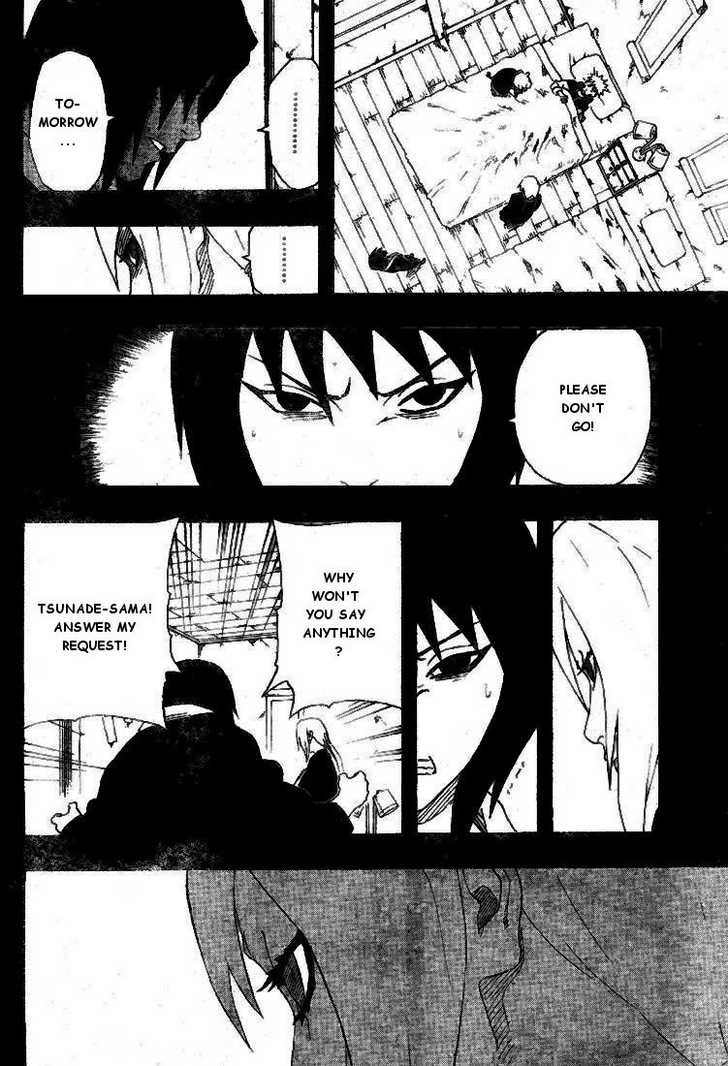 TO-
MORROW
...
..........
..........
PLEASE
DON'T
GO!
WHY
WON'T
YOU SAY
ANYTHING
?
TSUNADE-SAMA!
ANSWER MY
REQUEST!